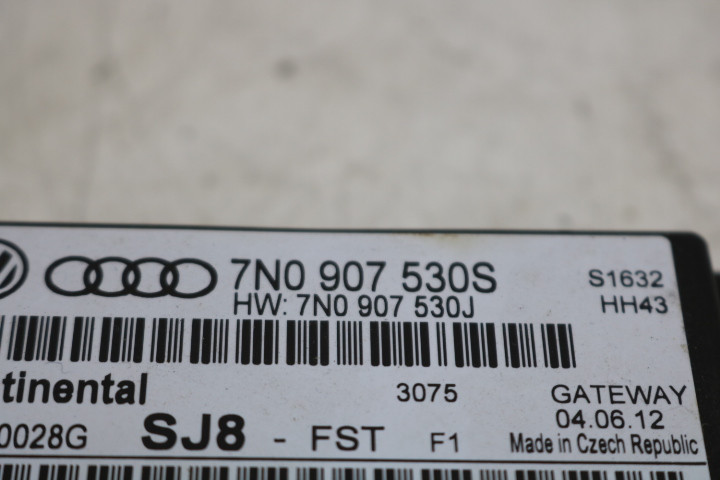 7N0 907 530S S1632
HW: 7N0 907 530J HH43
tinental 3075 GATEWAY
0028G SJ8 - FST F1 04.06.12
Made in Czech Republic